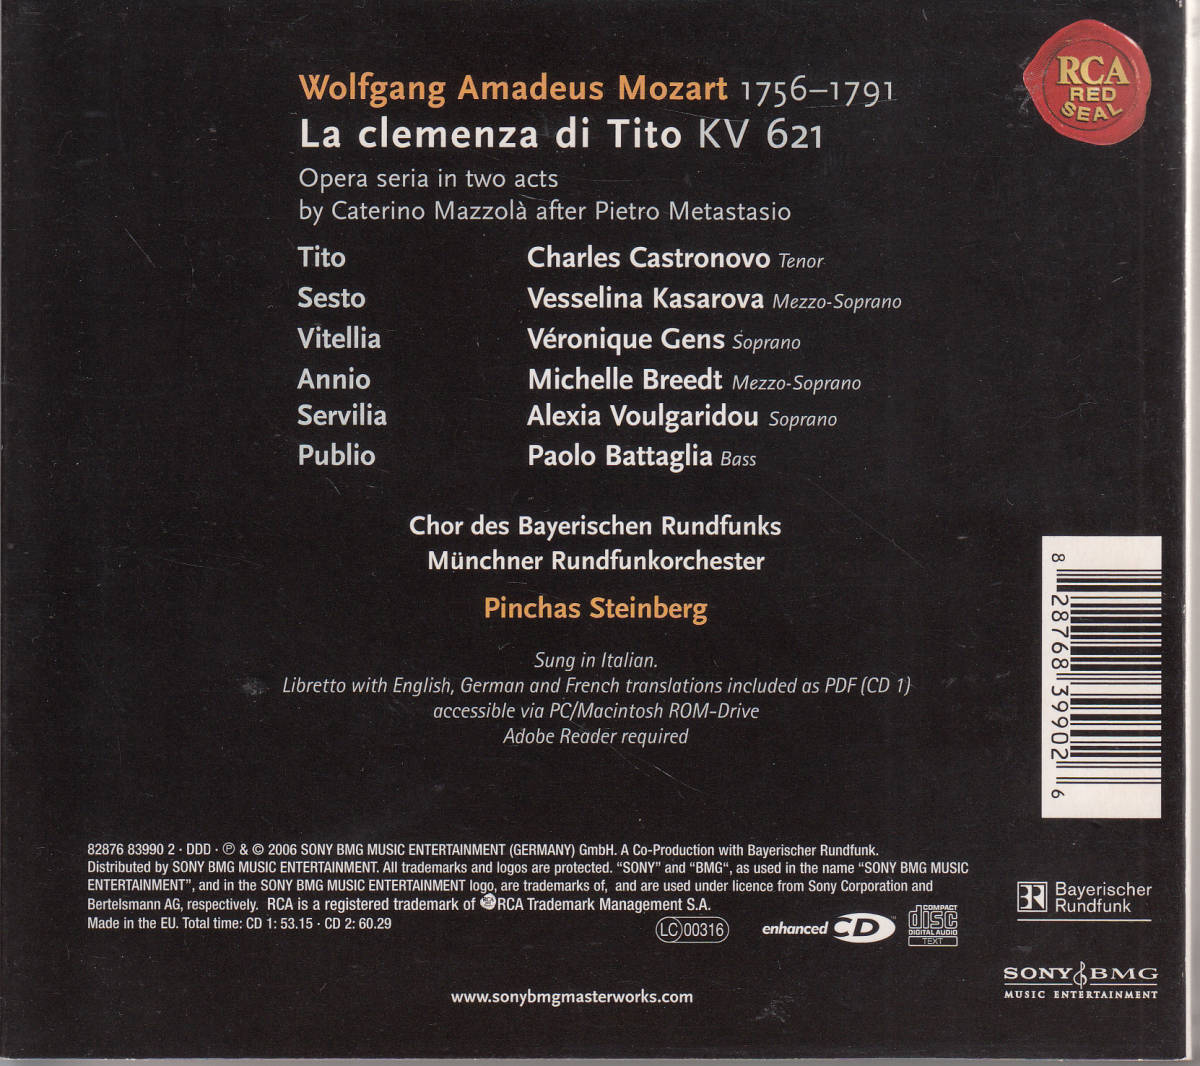 Wolfgang Amadeus Mozart 1756–1791
La clemenza di Tito KV 621
Opera seria in two acts
by Caterino Mazzolà after Pietro Metastasio
RCA
RED
SEAL
Tito Charles Castronovo Tenor
Sesto Vesselina Kasarova Mezzo-Soprano
Vitellia Véronique Gens Soprano
Annio Michelle Breedt Mezzo-Soprano
Servilia Alexia Voulgaridou Soprano
Publio Paolo Battaglia Bass
Chor des Bayerischen Rundfunks
Münchner Rundfunkorchester
Pinchas Steinberg
Sung in Italian.
Libretto with English, German and French translations included as PDF (CD 1)
accessible via PC/Macintosh ROM-Drive
Adobe Reader required
8 28768 39902 6
82876 83990 2 · DDD · ℗ & © 2006 SONY BMG MUSIC ENTERTAINMENT (GERMANY) GmbH. A Co-Production with Bayerischer Rundfunk.
Distributed by SONY BMG MUSIC ENTERTAINMENT. All trademarks and logos are protected. “SONY” and “BMG“, as used in the name “SONY BMG MUSIC
ENTERTAINMENT”, and in the SONY BMG MUSIC ENTERTAINMENT logo, are trademarks of, and are used under licence from Sony Corporation and
Bertelsmann AG, respectively. RCA is a registered trademark of RCA Trademark Management S.A.
Made in the EU. Total time: CD 1: 53.15 · CD 2: 60.29
LC 00316
enhanced CD™
COMPACT
disc
DIGITAL AUDIO
TEXT
BR Bayerischer
Rundfunk
SONY BMG
MUSIC ENTERTAINMENT
www.sonybmgmasterworks.com